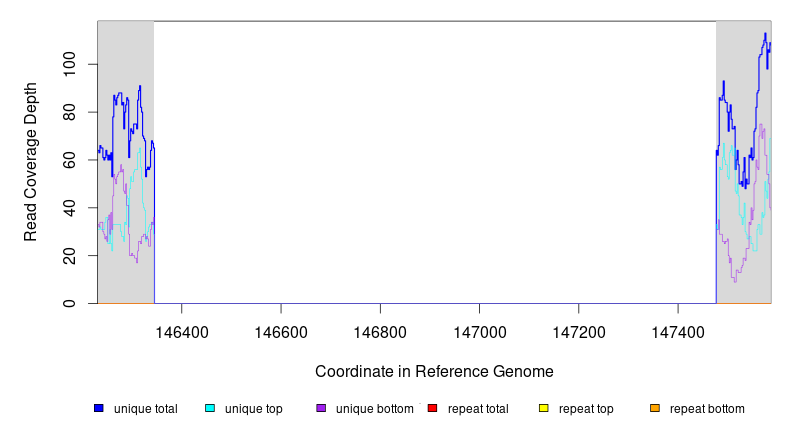 Read Coverage Depth
100
80
60
40
20
0
146400 146600 146800 147000 147200 147400
Coordinate in Reference Genome
unique total unique top unique bottom repeat total repeat top repeat bottom